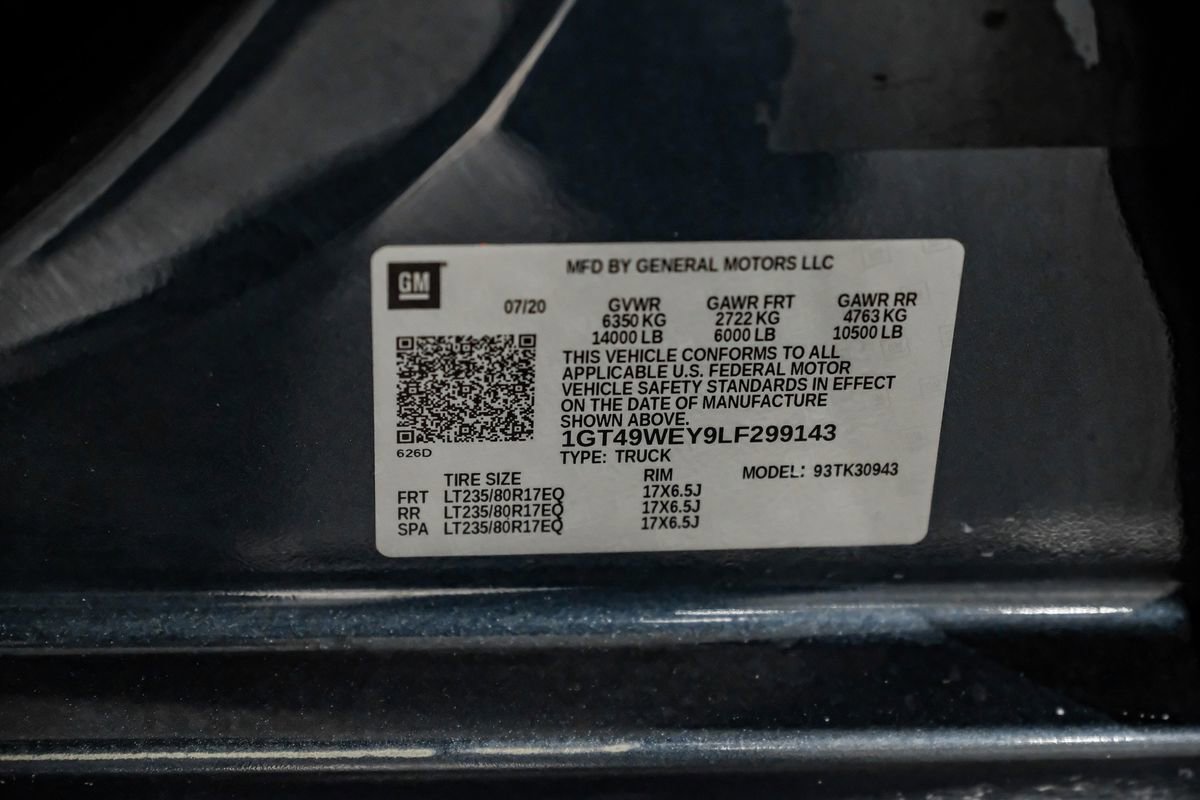 GM
MFD BY GENERAL MOTORS LLC
07/20 GVWR GAWR FRT GAWR RR
6350 KG 2722 KG 4763 KG
14000 LB 6000 LB 10500 LB
THIS VEHICLE CONFORMS TO ALL
APPLICABLE U.S. FEDERAL MOTOR
VEHICLE SAFETY STANDARDS IN EFFECT
ON THE DATE OF MANUFACTURE
SHOWN ABOVE.
1GT49WEY9LF299143
626D
TYPE: TRUCK
TIRE SIZE RIM MODEL: 93TK30943
FRT LT235/80R17EQ 17X6.5J
RR LT235/80R17EQ 17X6.5J
SPA LT235/80R17EQ 17X6.5J